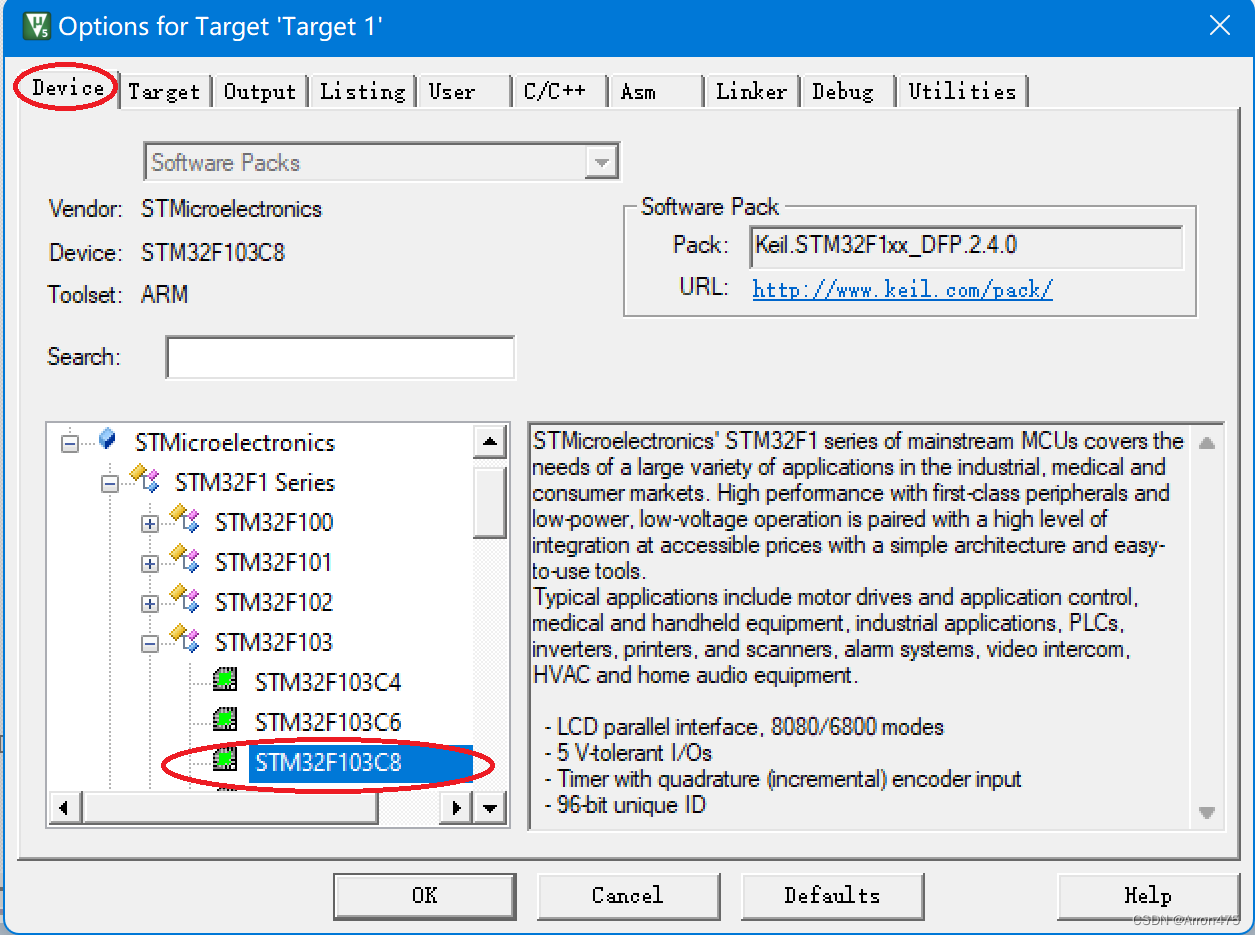 Options for Target 'Target 1'
Device Target Output Listing User C/C++ Asm Linker Debug Utilities
Software Packs
Vendor: STMicroelectronics
Device: STM32F103C8
Toolset: ARM
Search:
Software Pack
Pack: Keil.STM32F1xx_DFP.2.4.0
URL: http://www.keil.com/pack/
STMicroelectronics
STM32F1 Series
STM32F100
STM32F101
STM32F102
STM32F103
STM32F103C4
STM32F103C6
STM32F103C8
STMicroelectronics' STM32F1 series of mainstream MCUs covers the
needs of a large variety of applications in the industrial, medical and
consumer markets. High performance with first-class peripherals and
low-power, low-voltage operation is paired with a high level of
integration at accessible prices with a simple architecture and easy-
to-use tools.
Typical applications include motor drives and application control,
medical and handheld equipment, industrial applications, PLCs,
inverters, printers, and scanners, alarm systems, video intercom,
HVAC and home audio equipment.
- LCD parallel interface, 8080/6800 modes
- 5 V-tolerant I/Os
- Timer with quadrature (incremental) encoder input
- 96-bit unique ID
OK Cancel Defaults Help
CSDN @Arron475